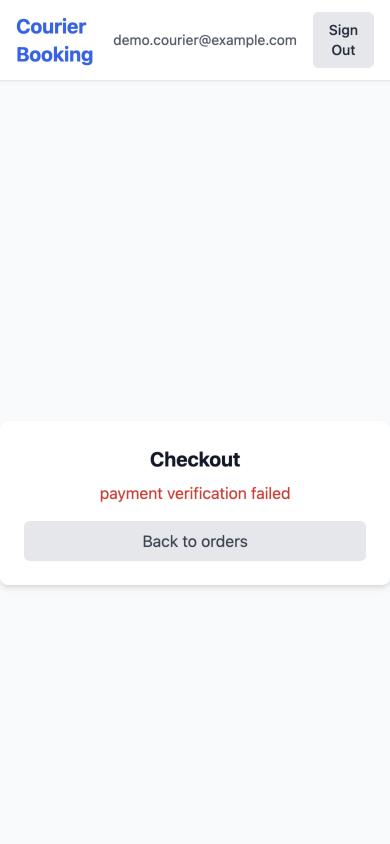 Courier
Booking
demo.courier@example.com
Sign
Out
Checkout
payment verification failed
Back to orders